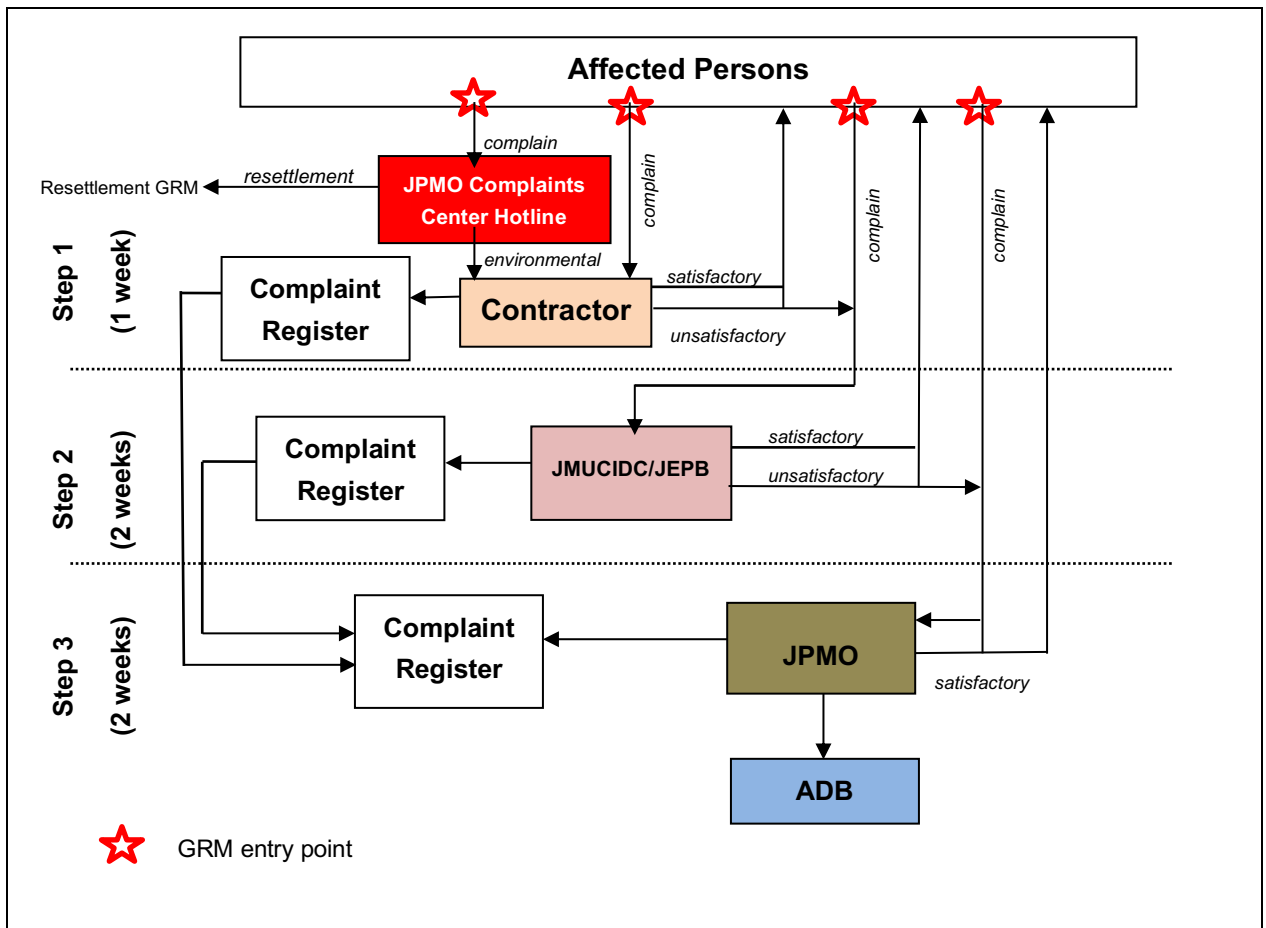 Affected Persons
complain
complain
complain
complain
Resettlement GRM
resettlement
JPMO Complaints
Center Hotline
environmental
Step 1
(1 week)
Complaint
Register
Contractor
satisfactory
unsatisfactory
Step 2
(2 weeks)
Complaint
Register
JMUCIDC/JEPB
satisfactory
unsatisfactory
Step 3
(2 weeks)
Complaint
Register
JPMO
satisfactory
ADB
GRM entry point